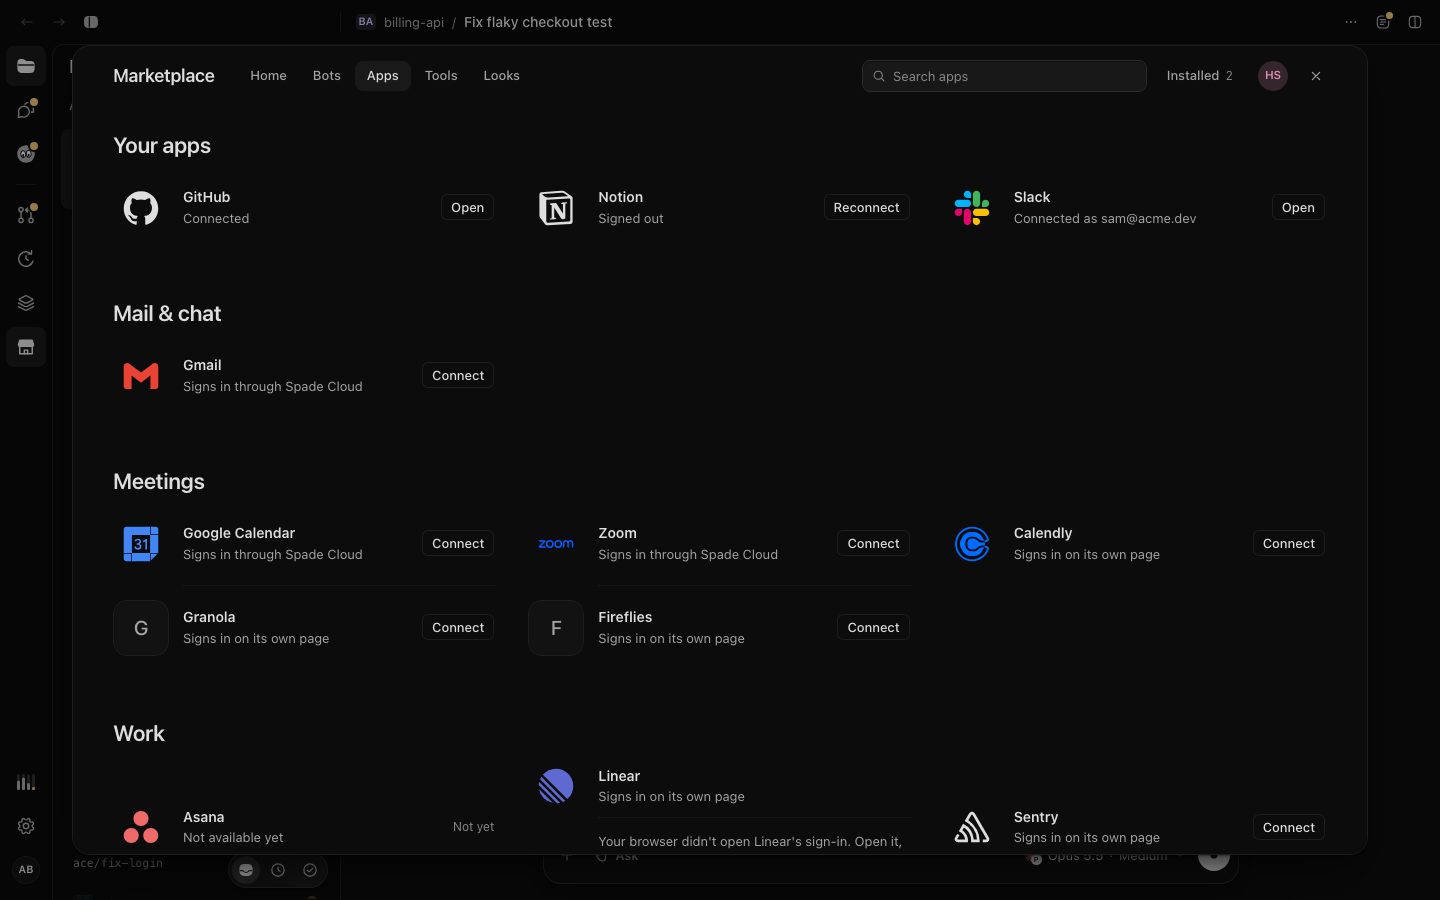 BA billing-api / Fix flaky checkout test
Marketplace Home Bots Apps Tools Looks Search apps Installed 2 HS
Your apps
GitHub
Connected
Open
Notion
Signed out
Reconnect
Slack
Connected as sam@acme.dev
Open
Mail & chat
Gmail
Signs in through Spade Cloud
Connect
Meetings
31
Google Calendar
Signs in through Spade Cloud
Connect
zoom
Zoom
Signs in through Spade Cloud
Connect
Calendly
Signs in on its own page
Connect
G
Granola
Signs in on its own page
Connect
F
Fireflies
Signs in on its own page
Connect
Work
Asana
Not available yet
Not yet
Linear
Signs in on its own page
Your browser didn't open Linear's sign-in. Open it,
Sentry
Signs in on its own page
Connect
ace/fix-login
Ask
Opus 5.5 · Medium
AB